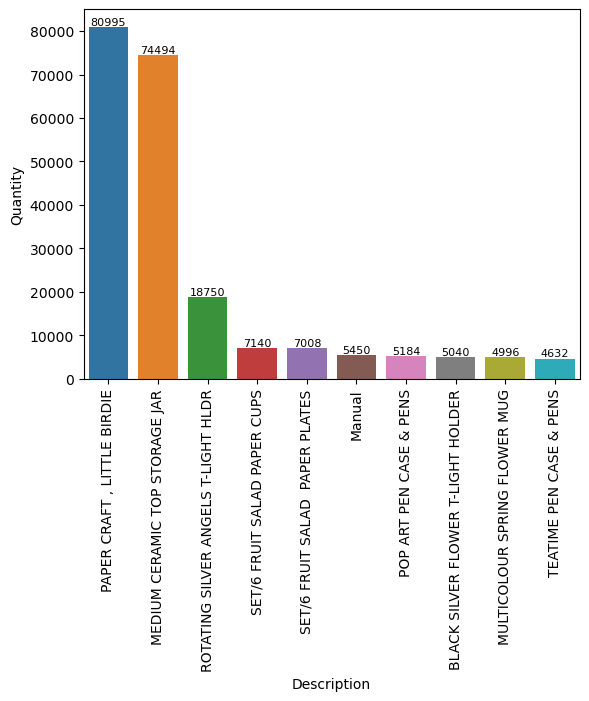 80000
70000
60000
50000
40000
30000
20000
10000
0
Quantity
80995
74494
18750
7140
7008
5450
5184
5040
4996
4632
PAPER CRAFT , LITTLE BIRDIE
MEDIUM CERAMIC TOP STORAGE JAR
ROTATING SILVER ANGELS T-LIGHT HLDR
SET/6 FRUIT SALAD PAPER CUPS
SET/6 FRUIT SALAD  PAPER PLATES
Manual
POP ART PEN CASE & PENS
BLACK SILVER FLOWER T-LIGHT HOLDER
MULTICOLOUR SPRING FLOWER MUG
TEATIME PEN CASE & PENS
Description